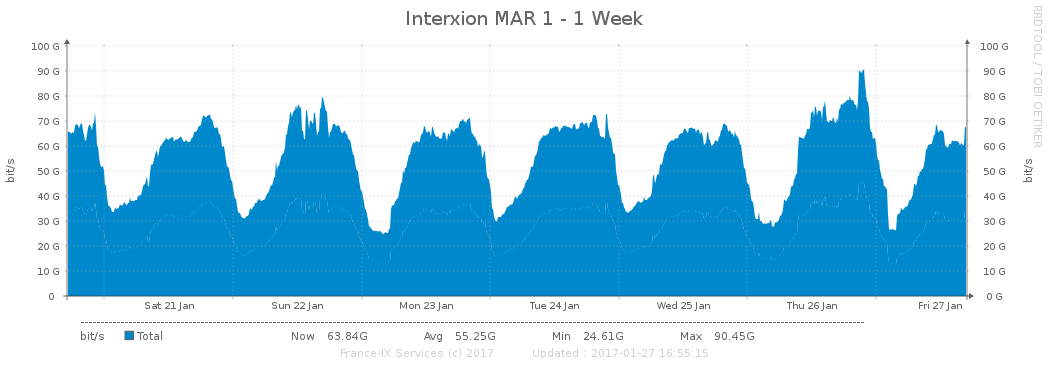 Interxion MAR 1 - 1 Week
RRDTOOL / TOBI OETIKER
100 G 100 G
90 G 90 G
80 G 80 G
70 G 70 G
60 G 60 G
50 G 50 G
40 G 40 G
30 G 30 G
20 G 20 G
10 G 10 G
0 0 G
bit/s bit/s
Sat 21 Jan Sun 22 Jan Mon 23 Jan Tue 24 Jan Wed 25 Jan Thu 26 Jan Fri 27 Jan
bit/s Total Now 63.84G Avg 55.25G Min 24.61G Max 90.45G
France-IX Services (c) 2017 Updated : 2017-01-27 16:55:15